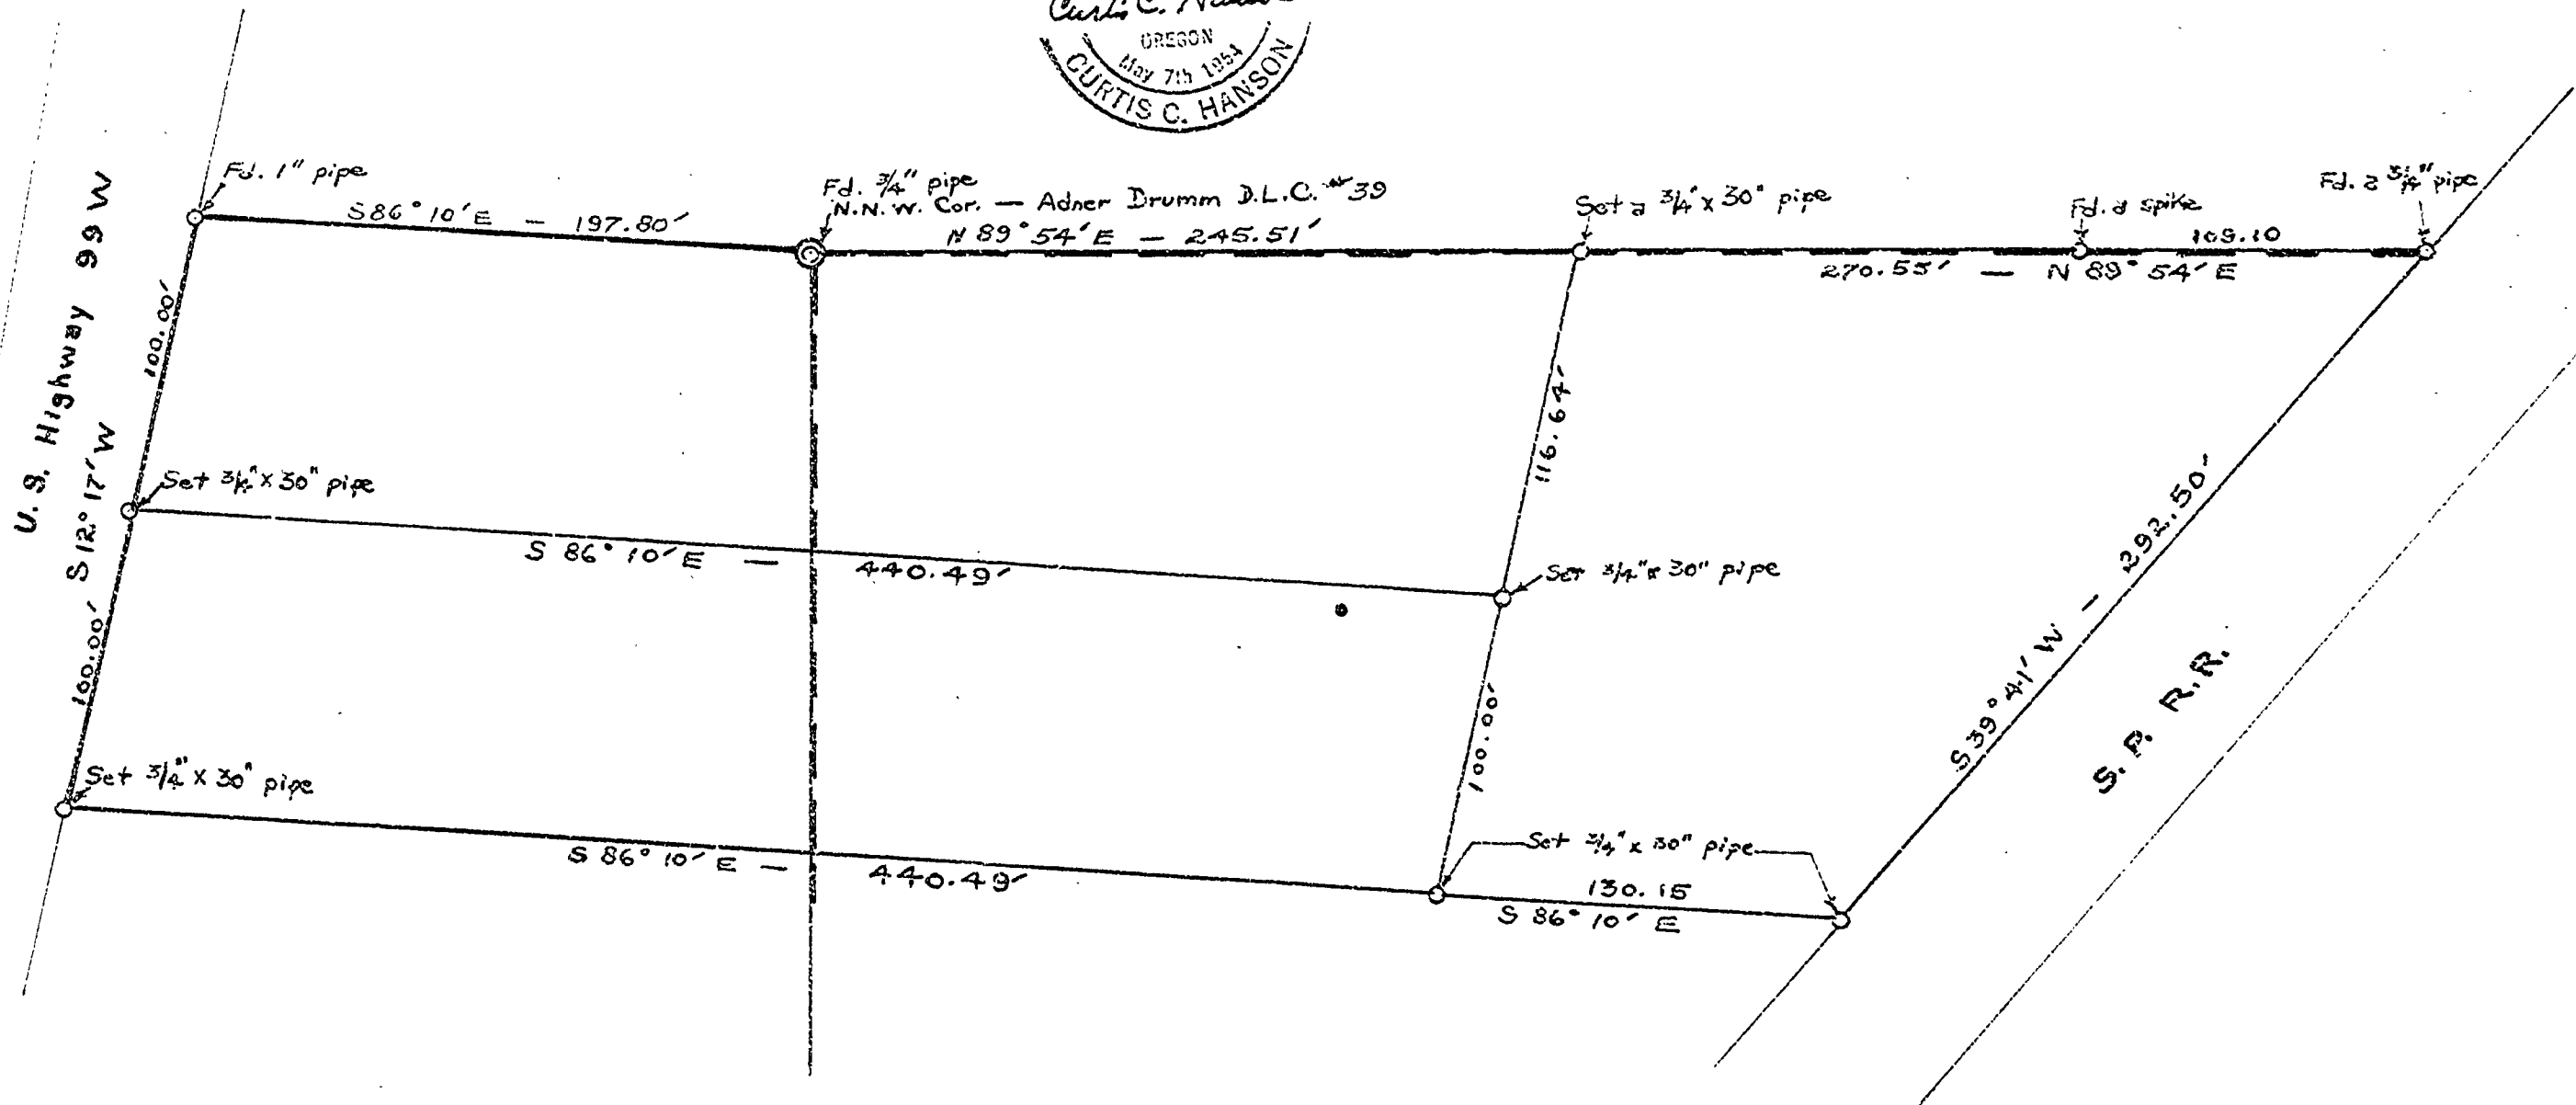 Curtis C.
OREGON
May 7th 1954
CURTIS C. HANSON
U.S. Highway 99 W
S 12° 17' W
Fd. 1" pipe
S 86° 10' E — 197.80'
Fd. 3/4" pipe
N.N.W. Cor. — Adner Drumm D.L.C. # 39
N 89° 54' E — 245.51'
Set a 3/4" x 30" pipe
Fd. a spike
Fd. a 3/4" pipe
109.10
270.55' — N 89° 54' E
100.00'
116.64'
Set 3/4" x 30" pipe
S 86° 10' E — 440.49'
Set 3/4" x 30" pipe
S 39° 41' W — 292.50'
S. P. R.R.
100.00'
100.00'
Set 3/4" x 30" pipe
S 86° 10' E — 440.49'
Set 3/4" x 30" pipe
130.15
S 86° 10' E